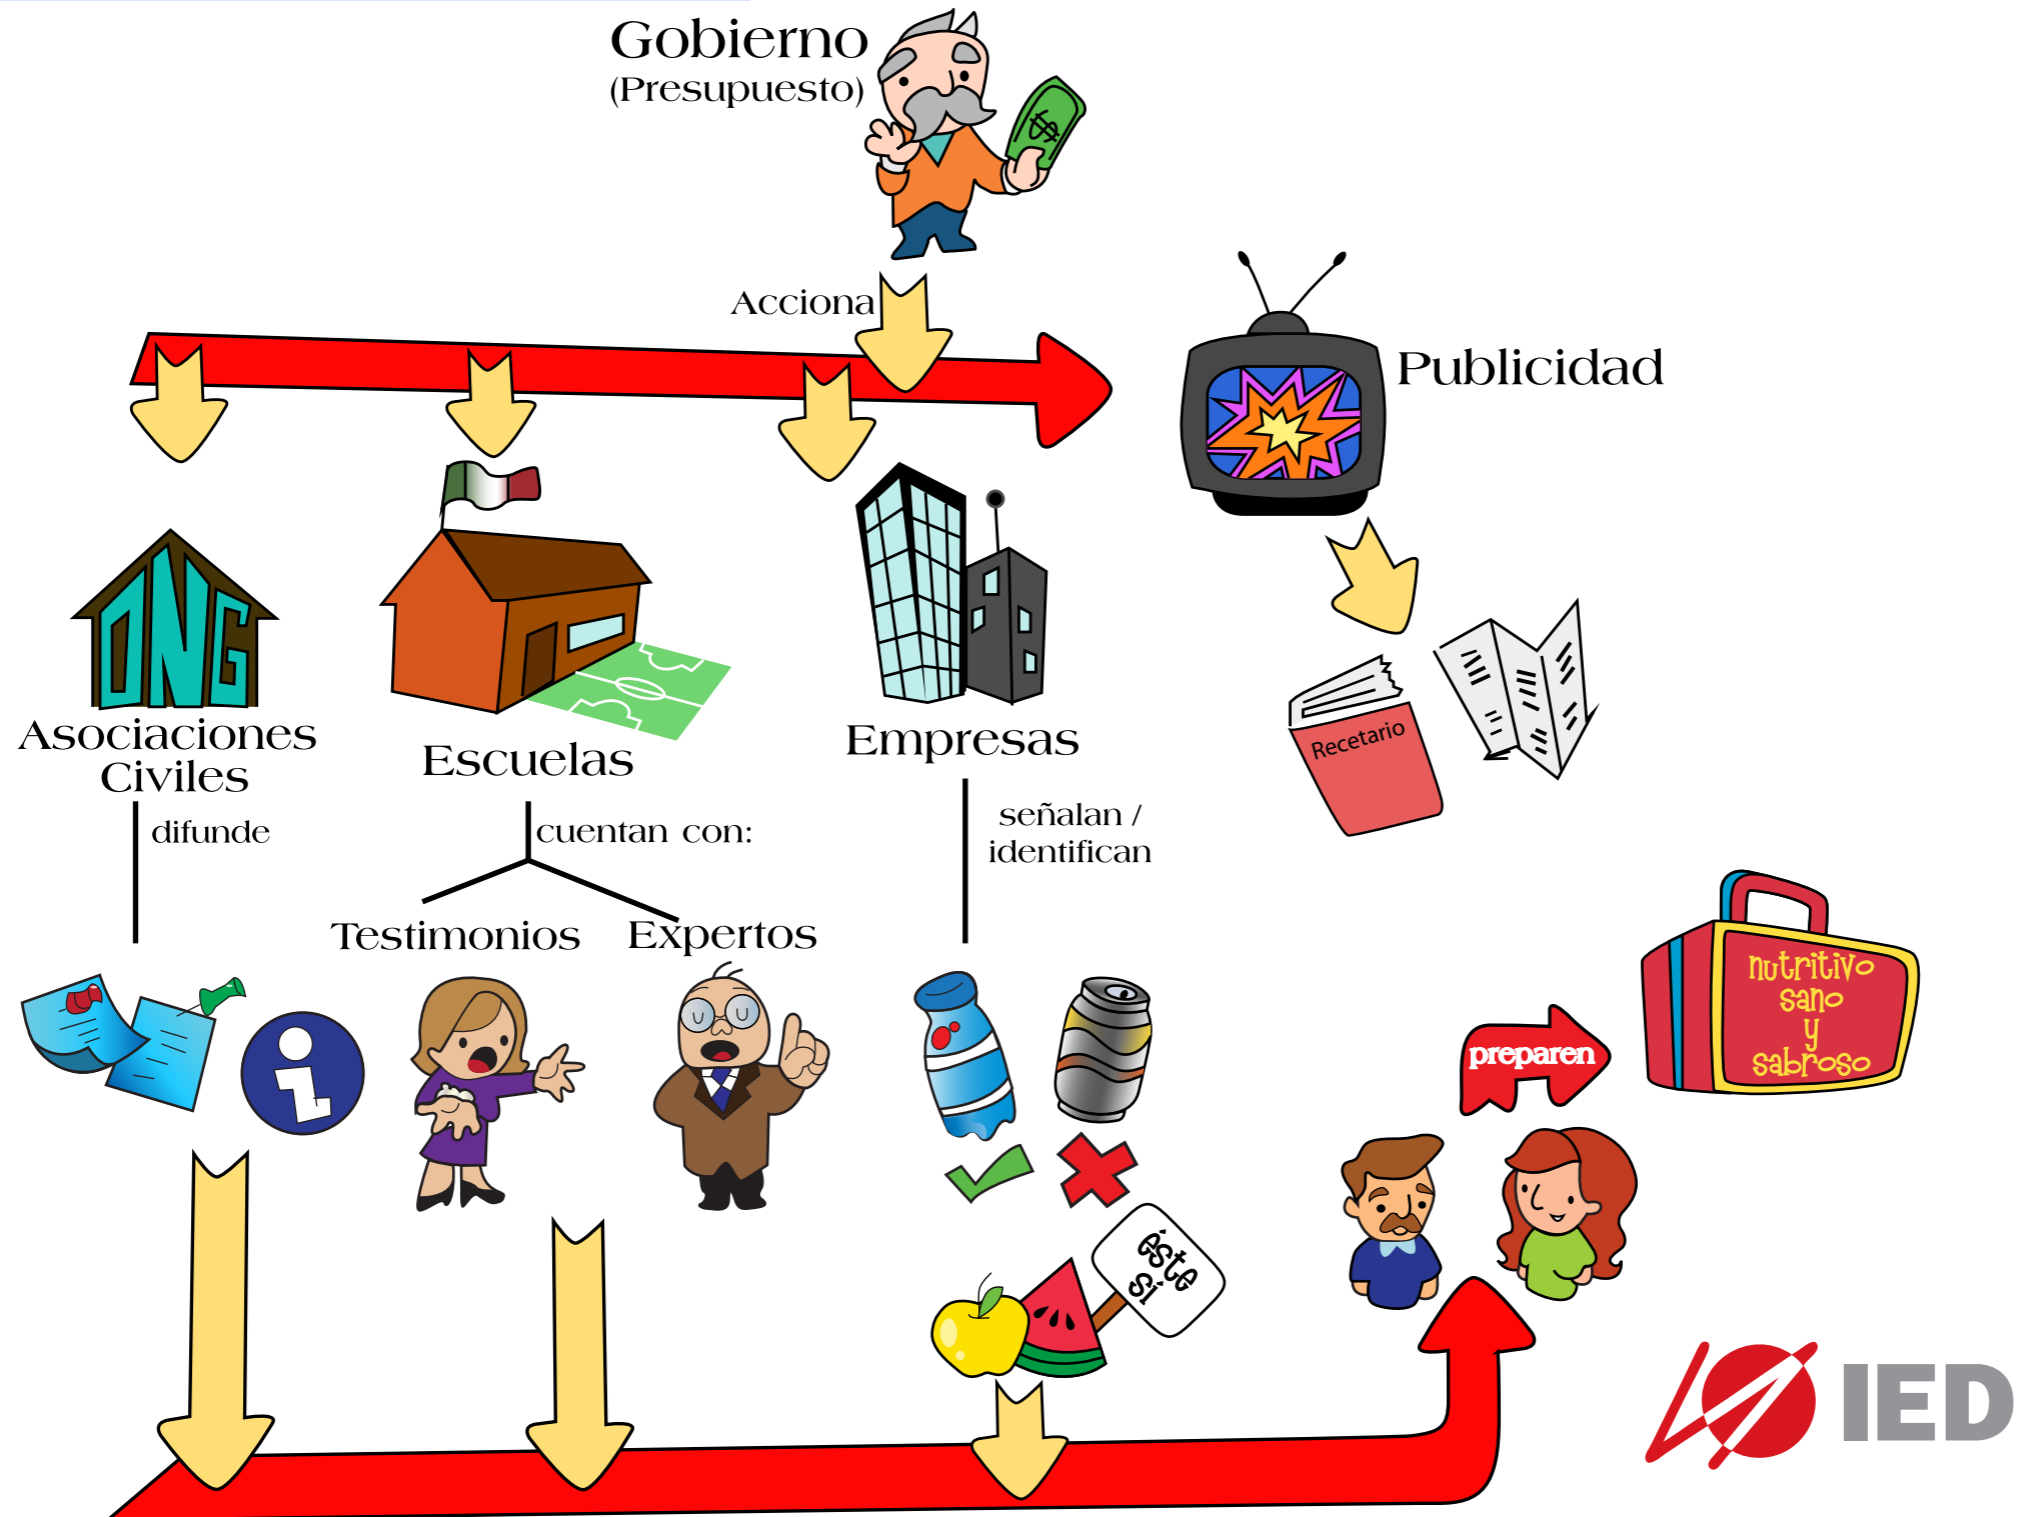 Gobierno
(Presupuesto)
$
Acciona
Publicidad
ONG
Asociaciones
Civiles
Escuelas
Empresas
Recetario
difunde
cuentan con:
señalan /
identifican
Testimonios
Expertos
nutritivo
sano
y
sabroso
preparen
i
éste
sí
IED